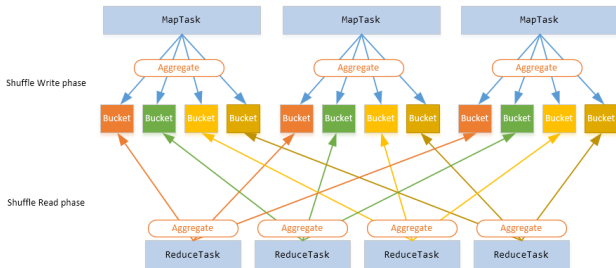 MapTask MapTask MapTask
Aggregate Aggregate Aggregate
Shuffle Write phase
Bucket Bucket Bucket Bucket Bucket Bucket Bucket Bucket Bucket Bucket Bucket Bucket
Shuffle Read phase
Aggregate Aggregate Aggregate Aggregate
ReduceTask ReduceTask ReduceTask ReduceTask